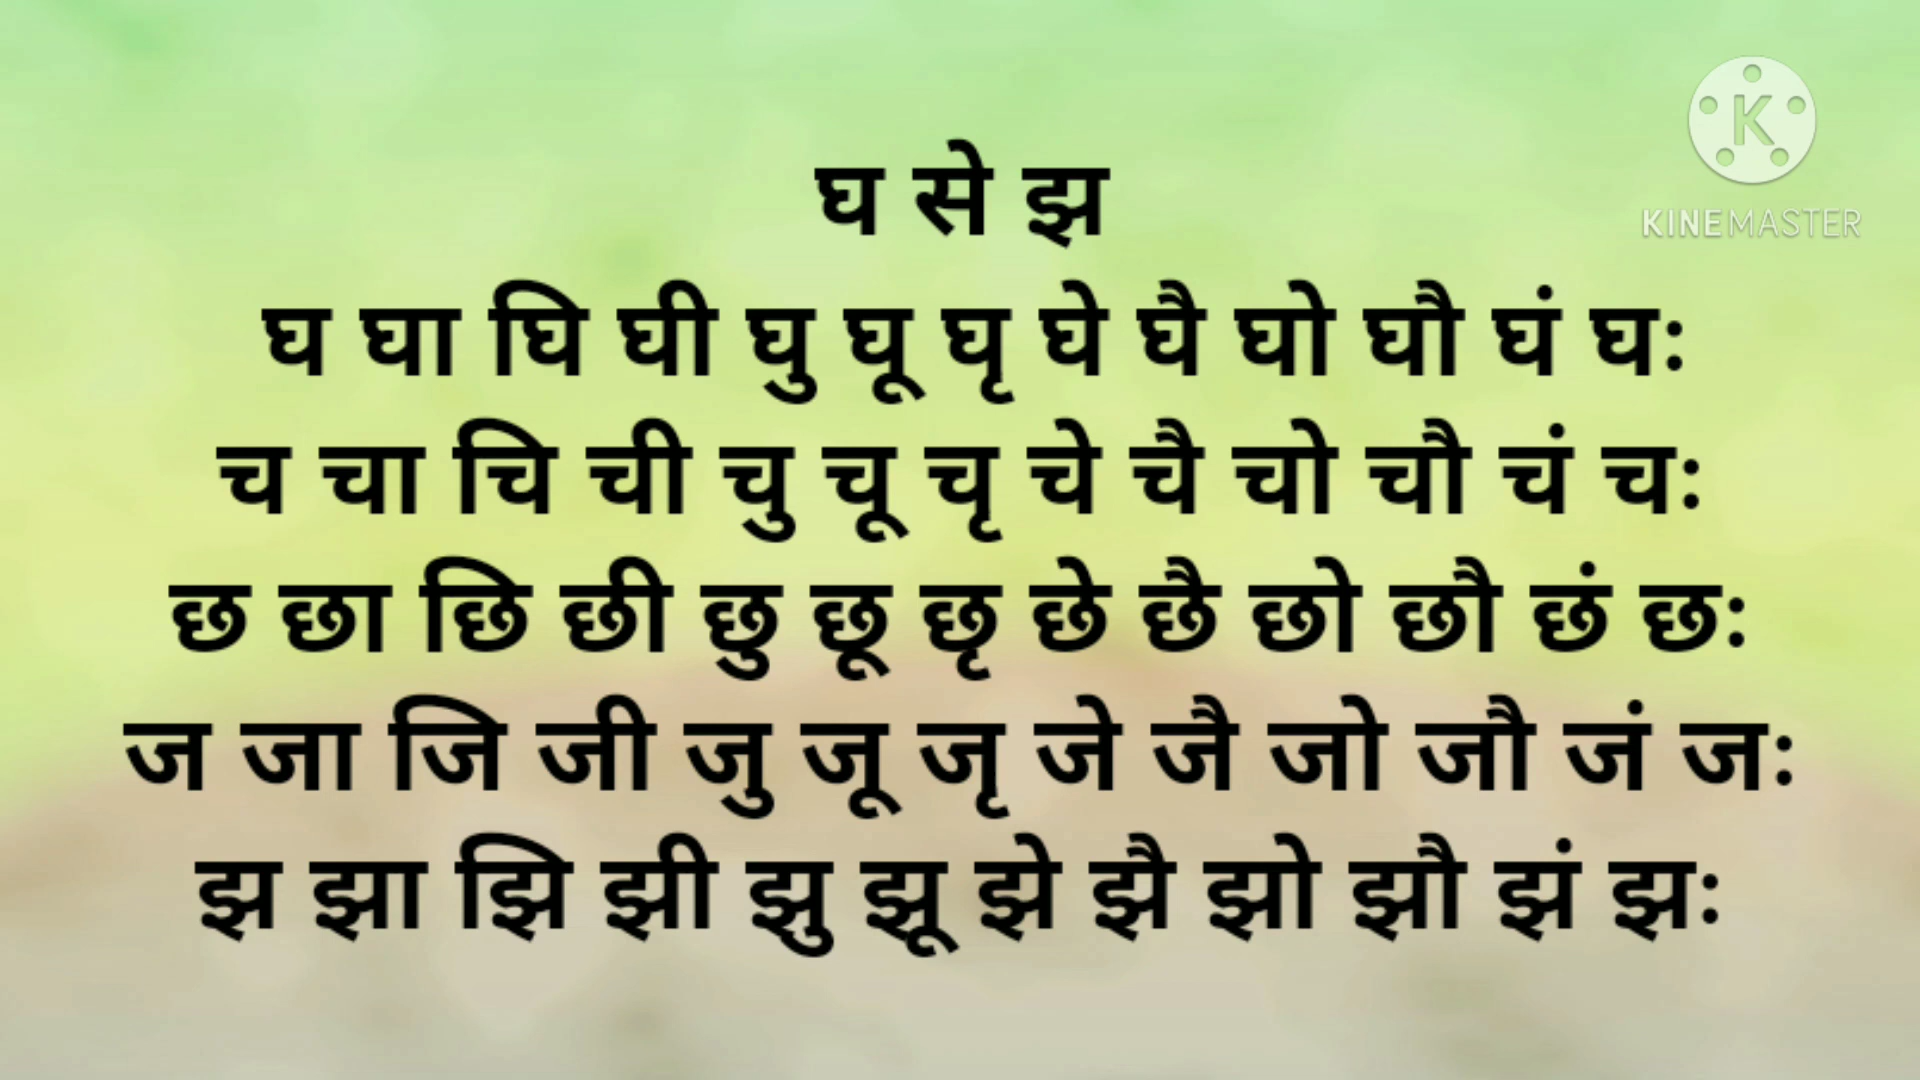 घ से झ
घ घा घि घी घु घू घृ घे घै घो घौ घं घः
च चा चि ची चु चू चृ चे चै चो चौ चं चः
छ छा छि छी छु छू छृ छे छै छो छौ छं छः
ज जा जि जी जु जू जृ जे जै जो जौ जं जः
झ झा झि झी झु झू झे झै झो झौ झं झः
K
KINEMASTER